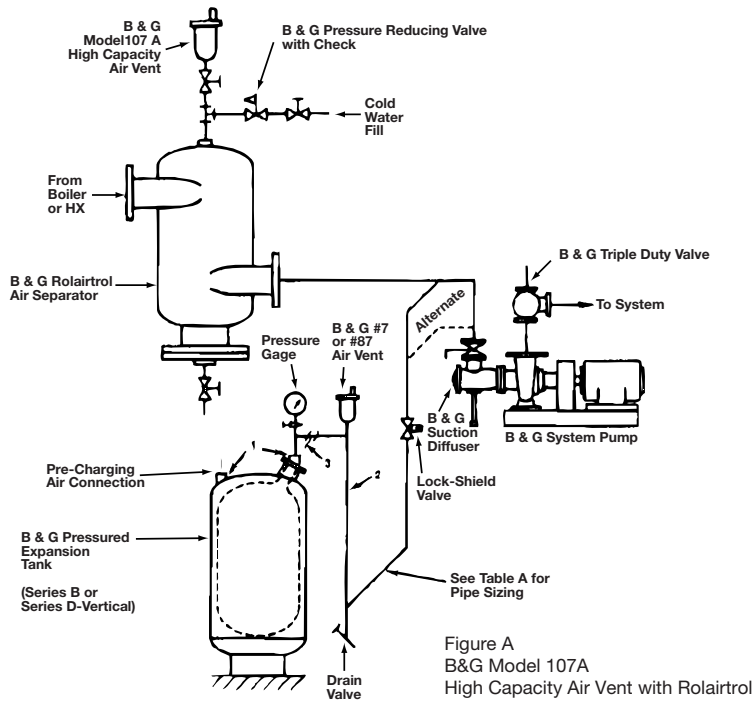 B & G
Model107 A
High Capacity
Air Vent
B & G Pressure Reducing Valve
with Check
Cold
Water
Fill
From
Boiler
or HX
B & G Rolairtrol
Air Separator
B & G Triple Duty Valve
To System
Alternate
Pressure
Gage
B & G #7
or #87
Air Vent
B & G
Suction
Diffuser
B & G System Pump
1
3
2
Pre-Charging
Air Connection
Lock-Shield
Valve
B & G Pressured
Expansion
Tank
(Series B or
Series D-Vertical)
See Table A for
Pipe Sizing
Drain
Valve
Figure A
B&G Model 107A
High Capacity Air Vent with Rolairtrol